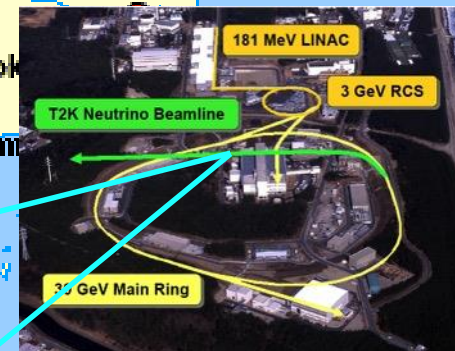 181 MeV LINAC
3 GeV RCS
T2K Neutrino Beamline
GeV Main Ring